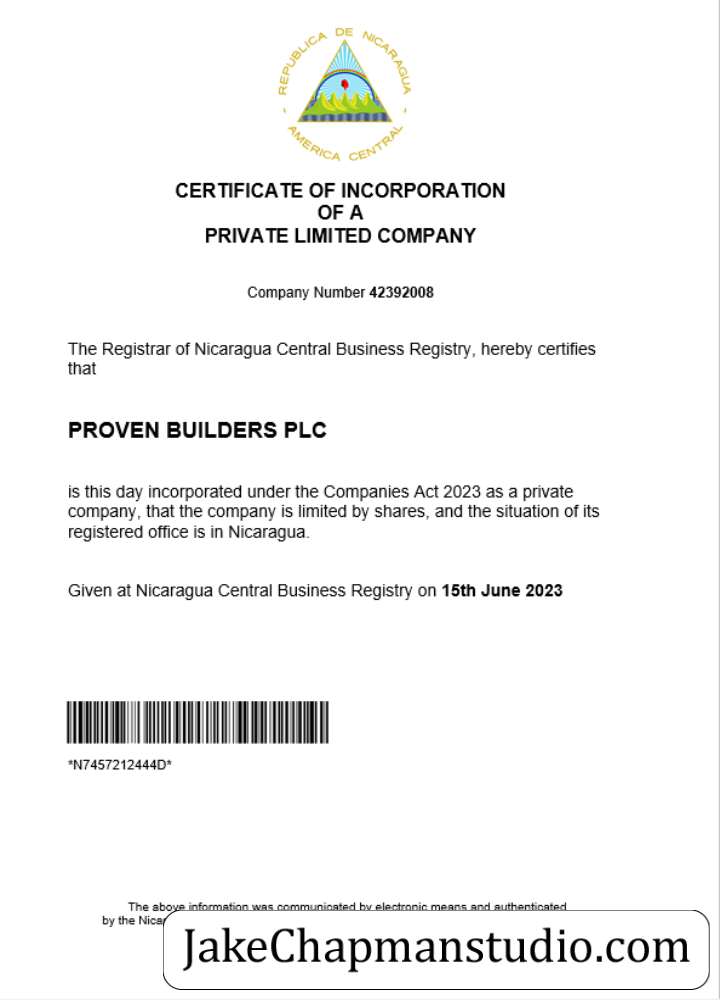 REPUBLICA DE NICARAGUA
AMERICA CENTRAL
CERTIFICATE OF INCORPORATION
OF A
PRIVATE LIMITED COMPANY
Company Number 42392008
The Registrar of Nicaragua Central Business Registry, hereby certifies
that
PROVEN BUILDERS PLC
is this day incorporated under the Companies Act 2023 as a private
company, that the company is limited by shares, and the situation of its
registered office is in Nicaragua.
Given at Nicaragua Central Business Registry on 15th June 2023
*N7457212444D*
The above information was communicated by electronic means and authenticated
by the
JakeChapmanstudio.com